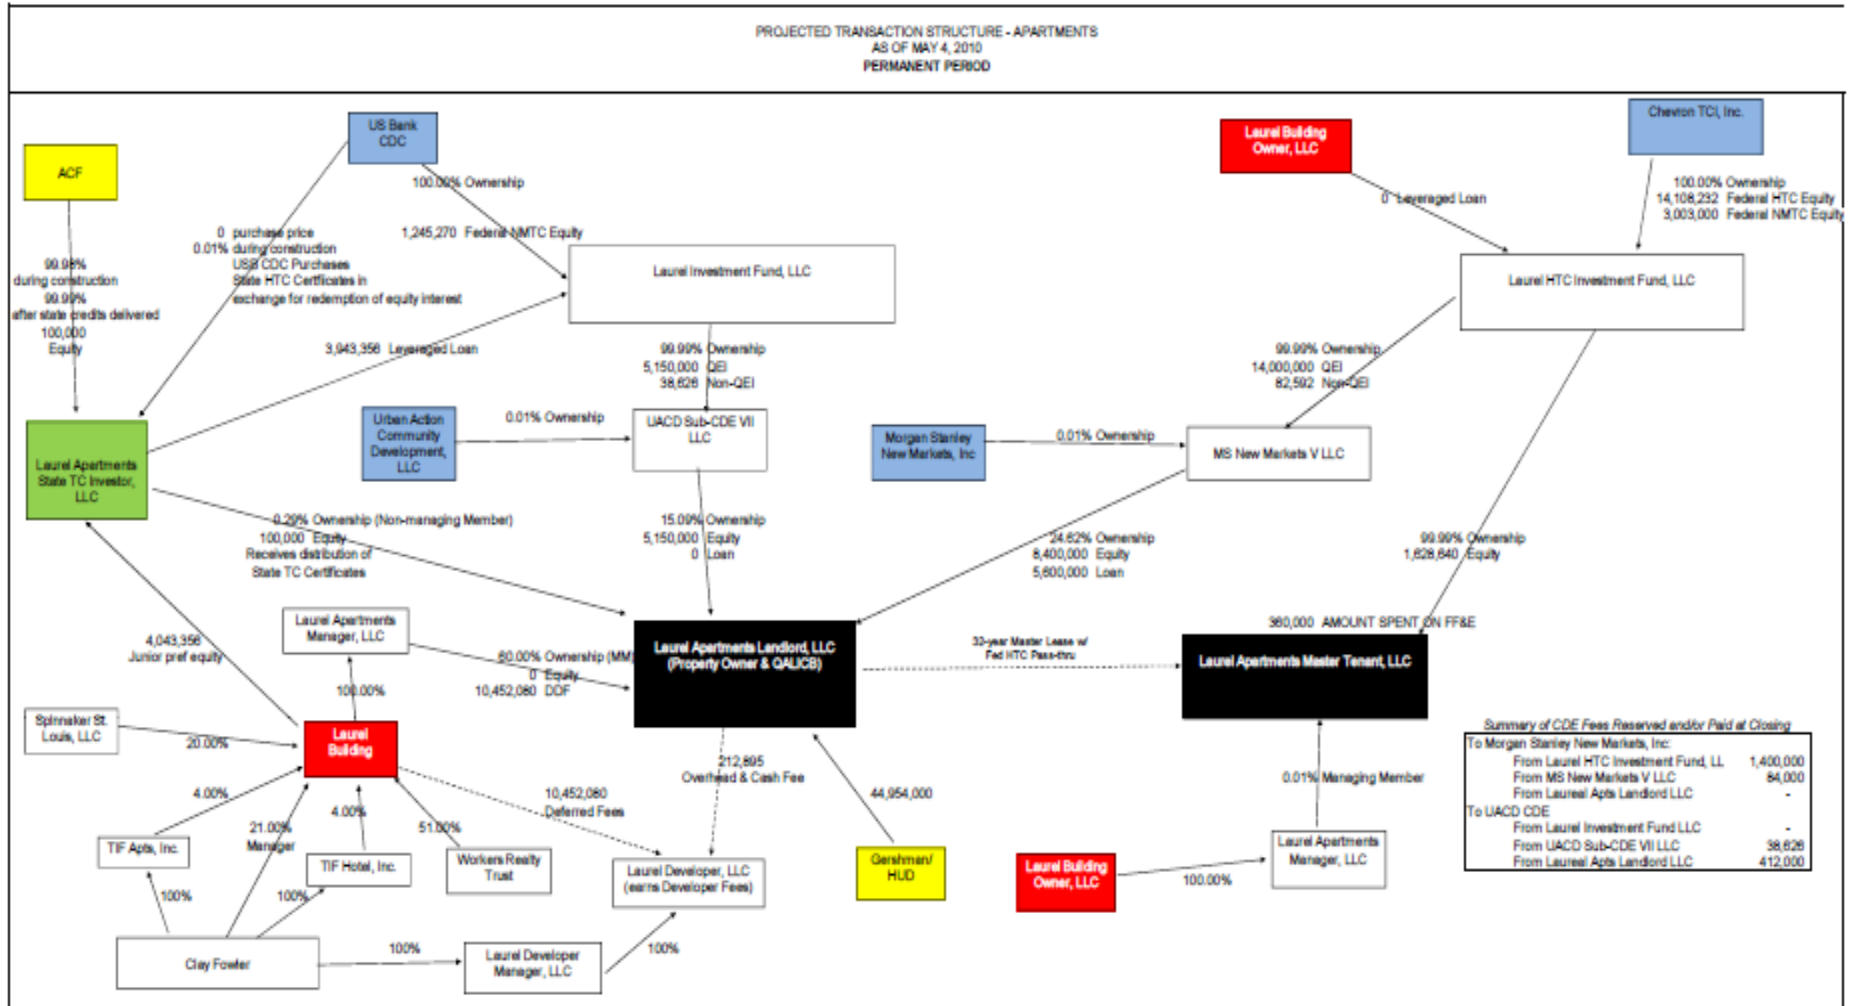 PROJECTED TRANSACTION STRUCTURE - APARTMENTS
AS OF MAY 4, 2010
PERMANENT PERIOD
ACF
US Bank
CDC
Laurel Building
Owner, LLC
Chevron TCI, Inc.
100.00% Ownership
1,245,270 Federal NMTC Equity
0 purchase price
0.01% during construction
USB CDC Purchases
State HTC Certificates in
exchange for redemption of equity interest
0 Leveraged Loan
100.00% Ownership
14,108,232 Federal HTC Equity
3,003,000 Federal NMTC Equity
99.98%
during construction
99.99%
after state credits delivered
100,000
Equity
Laurel Investment Fund, LLC
Laurel HTC Investment Fund, LLC
3,943,356 Leveraged Loan
99.99% Ownership
5,150,000 QEI
38,626 Non-QEI
99.99% Ownership
14,000,000 QEI
82,592 Non-QEI
Laurel Apartments
State TC Investor,
LLC
Urban Action
Community
Development,
LLC
0.01% Ownership
UACD Sub-CDE VII
LLC
Morgan Stanley
New Markets, Inc
0.01% Ownership
MS New Markets V LLC
0.29% Ownership (Non-managing Member)
100,000 Equity
Receives distribution of
State TC Certificates
15.09% Ownership
5,150,000 Equity
0 Loan
24.62% Ownership
8,400,000 Equity
5,600,000 Loan
99.99% Ownership
1,628,640 Equity
4,043,356
Junior pref equity
Laurel Apartments
Manager, LLC
60.00% Ownership (MM)
0 Equity
10,452,080 DDF
100.00%
Laurel Apartments Landlord, LLC
(Property Owner & QALICB)
32-year Master Lease w/
Fed HTC Pass-thru
360,000 AMOUNT SPENT ON FF&E
Laurel Apartments Master Tenant, LLC
Spinnaker St.
Louis, LLC
20.00%
Laurel
Building
4.00%
21.00%
Manager
4.00%
51.00%
10,452,080
Deferred Fees
212,895
Overhead & Cash Fee
44,954,000
0.01% Managing Member
Summary of CDE Fees Reserved and/or Paid at Closing
To Morgan Stanley New Markets, Inc:
From Laurel HTC Investment Fund, LL 1,400,000
From MS New Markets V LLC 84,000
From Laureal Apts Landlord LLC -
To UACD CDE
From Laurel Investment Fund LLC -
From UACD Sub-CDE VII LLC 38,626
From Laureal Apts Landlord LLC 412,000
TIF Apts, Inc.
TIF Hotel, Inc.
Workers Realty
Trust
Laurel Developer, LLC
(earns Developer Fees)
Gershman/
HUD
Laurel Building
Owner, LLC
100.00%
Laurel Apartments
Manager, LLC
100%
100%
Clay Fowler
100%
Laurel Developer
Manager, LLC
100%